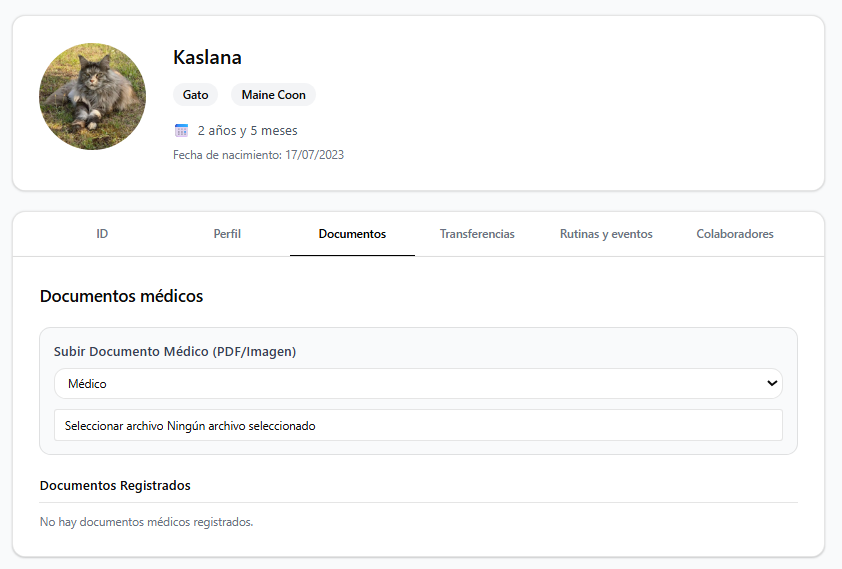 Kaslana
Gato Maine Coon
2 años y 5 meses
Fecha de nacimiento: 17/07/2023
ID Perfil Documentos Transferencias Rutinas y eventos Colaboradores
Documentos médicos
Subir Documento Médico (PDF/Imagen)
Médico
Seleccionar archivo Ningún archivo seleccionado
Documentos Registrados
No hay documentos médicos registrados.